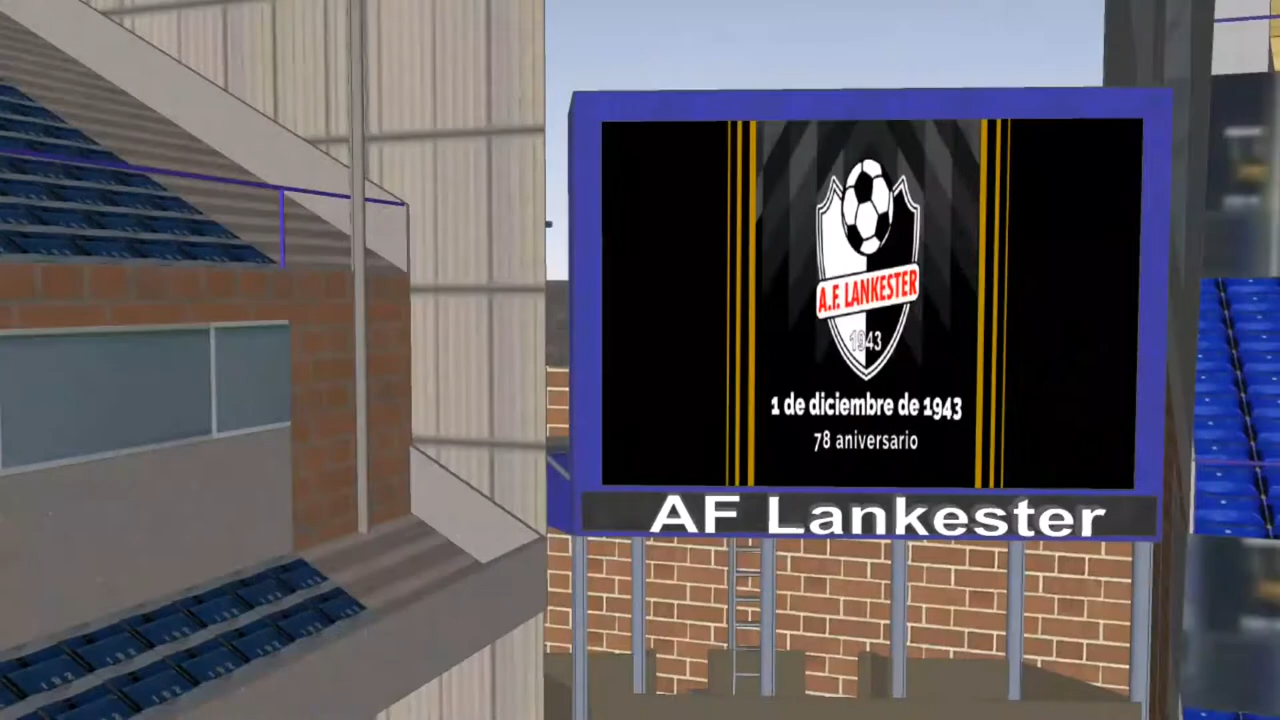 A.F. LANKESTER
1943
1 de diciembre de 1943
78 aniversario
AF Lankester